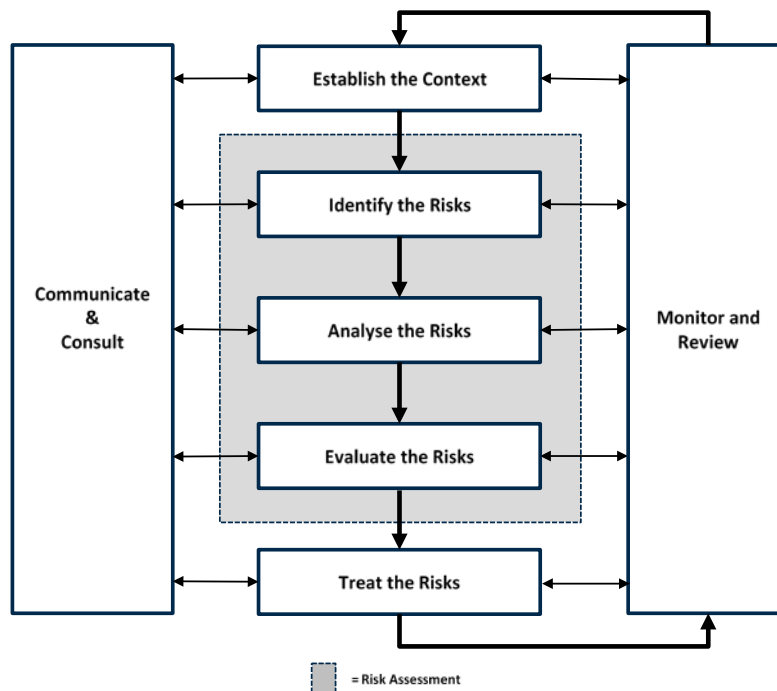 Establish the Context
Identify the Risks
Communicate
&
Consult
Analyse the Risks
Monitor and
Review
Evaluate the Risks
Treat the Risks
= Risk Assessment